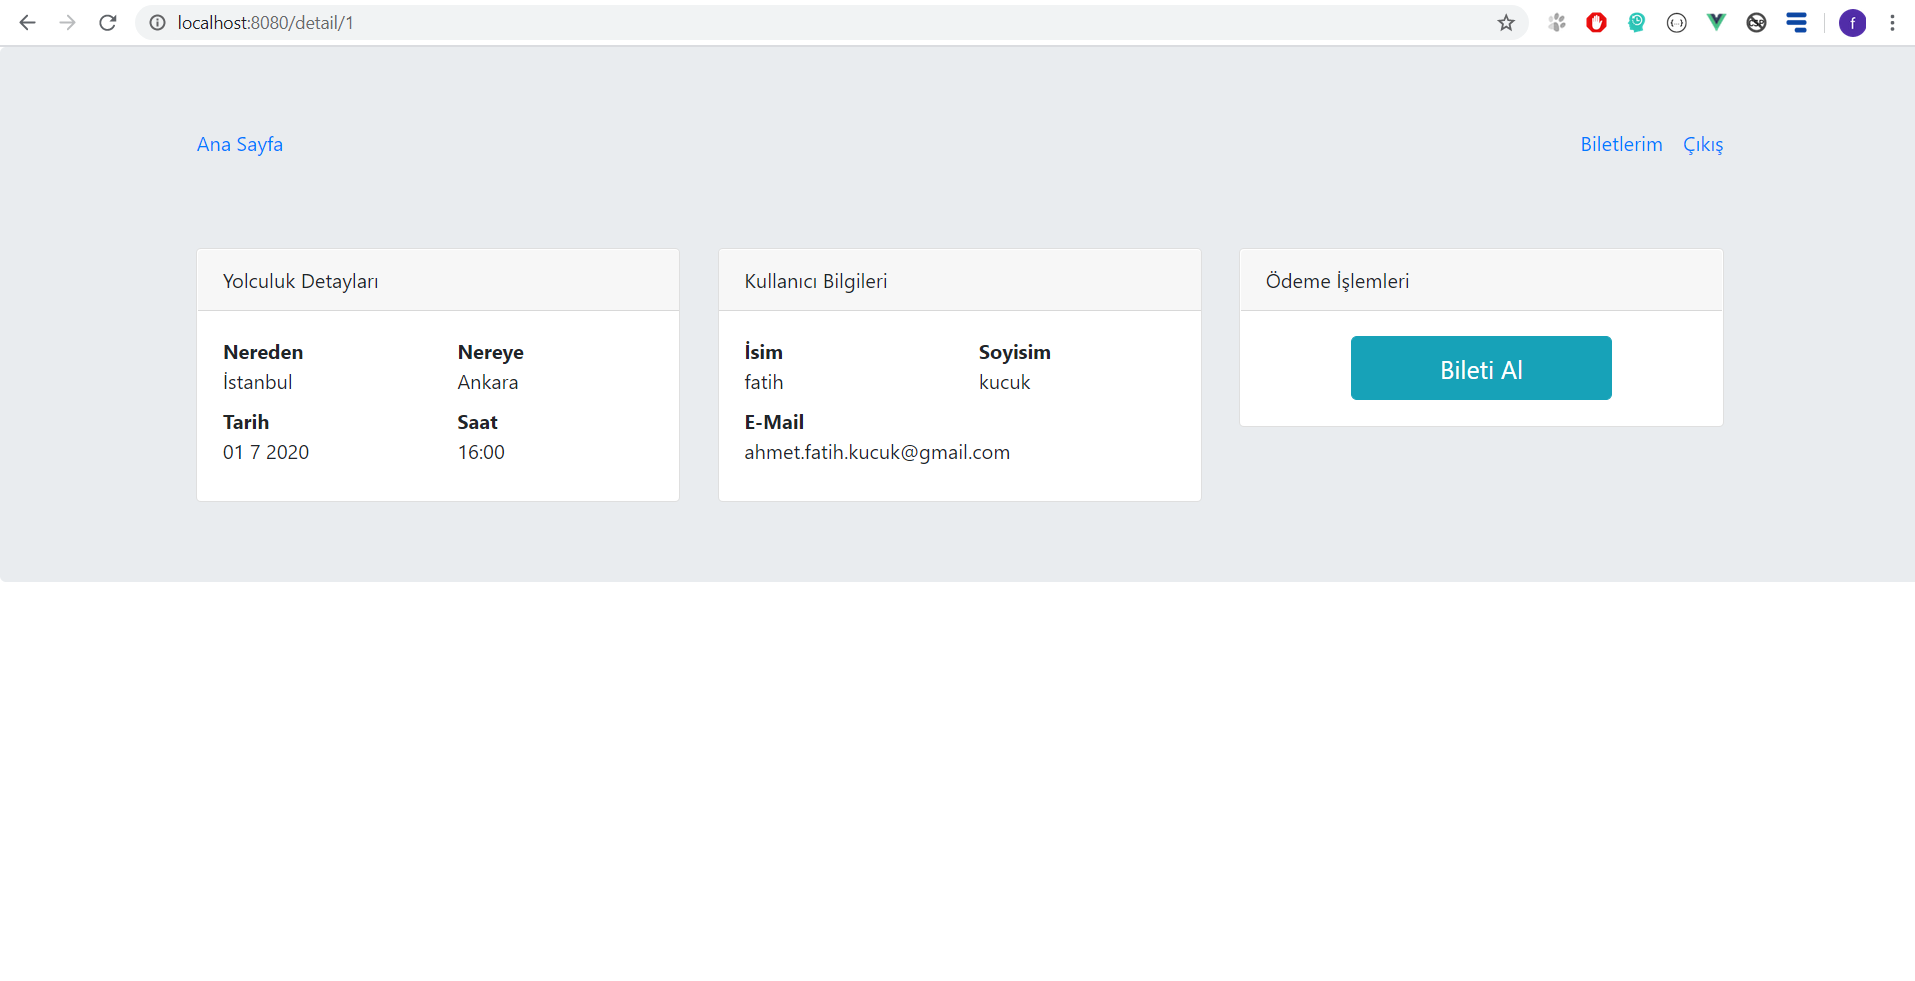 localhost:8080/detail/1
f
Ana Sayfa
Biletlerim Çıkış
Yolculuk Detayları
Nereden Nereye
İstanbul Ankara
Tarih Saat
01 7 2020 16:00
Kullanıcı Bilgileri
İsim Soyisim
fatih kucuk
E-Mail
ahmet.fatih.kucuk@gmail.com
Ödeme İşlemleri
Bileti Al